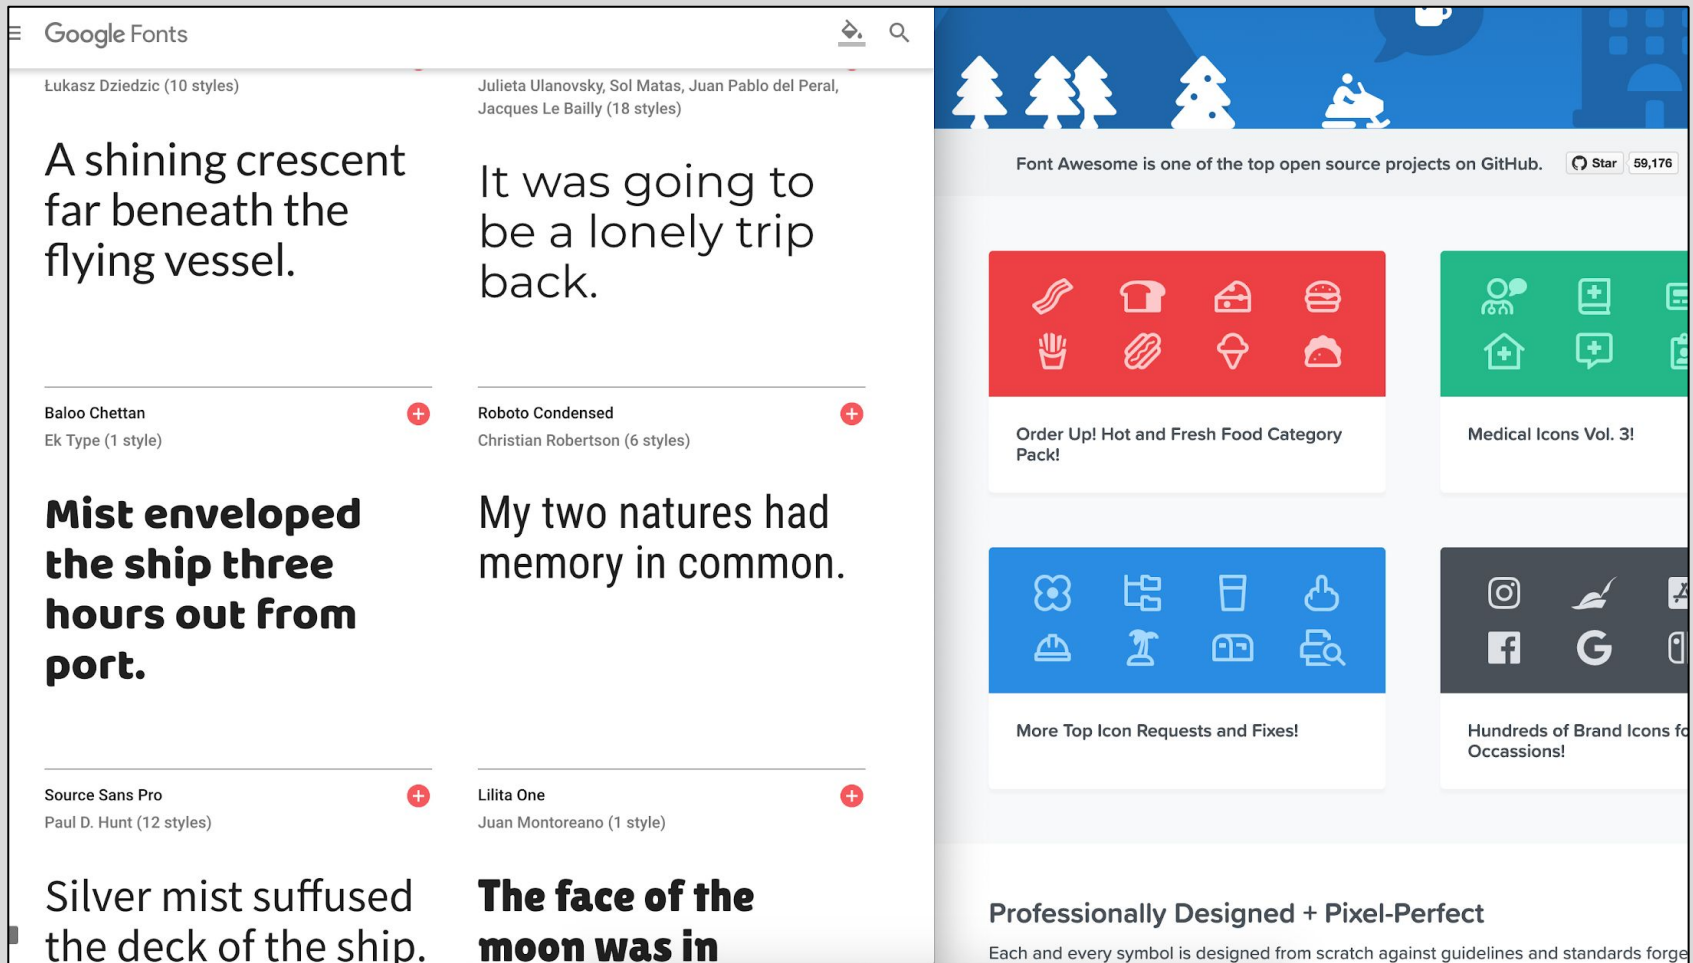 Google Fonts
Łukasz Dziedzic (10 styles)
A shining crescent
far beneath the
flying vessel.
Julieta Ulanovsky, Sol Matas, Juan Pablo del Peral,
Jacques Le Bailly (18 styles)
It was going to
be a lonely trip
back.
Baloo Chettan
Ek Type (1 style)
Mist enveloped
the ship three
hours out from
port.
Roboto Condensed
Christian Robertson (6 styles)
My two natures had
memory in common.
Source Sans Pro
Paul D. Hunt (12 styles)
Silver mist suffused
the deck of the ship.
Lilita One
Juan Montoreano (1 style)
The face of the
moon was in
Font Awesome is one of the top open source projects on GitHub.
Star 59,176
Order Up! Hot and Fresh Food Category
Pack!
Medical Icons Vol. 3!
More Top Icon Requests and Fixes!
Hundreds of Brand Icons fo
Occassions!
Professionally Designed + Pixel-Perfect
Each and every symbol is designed from scratch against guidelines and standards forge